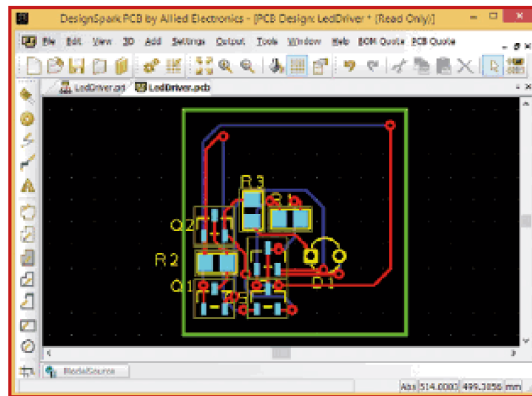 DesignSpark PCB by Allied Electronics - [PCB Design: LedDriver * (Read Only)]
File Edit View 3D Add Settings Output Tools Window Help BOM Quote PCB Quote
LedDriver.prj LedDriver.pcb
R3
R1
Q2
R2
D1
Q1
ModelSource
Abs 514.0000 499.3856 mm